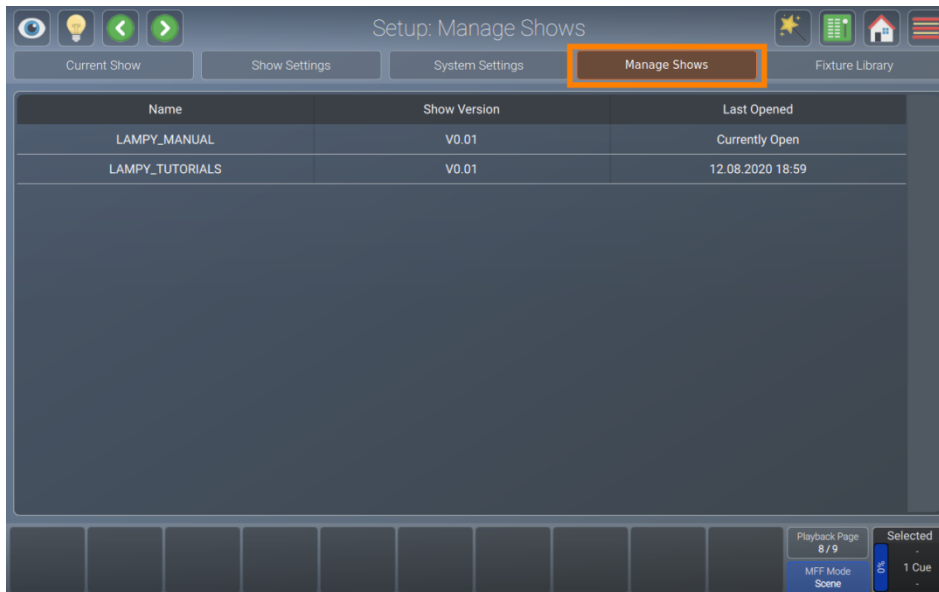 Setup: Manage Shows
Current Show
Show Settings
System Settings
Manage Shows
Fixture Library
Name Show Version Last Opened
LAMPY_MANUAL V0.01 Currently Open
LAMPY_TUTORIALS V0.01 12.08.2020 18:59
Playback Page
8 / 9
MFF Mode
Scene
0%
Selected
-
1 Cue
-